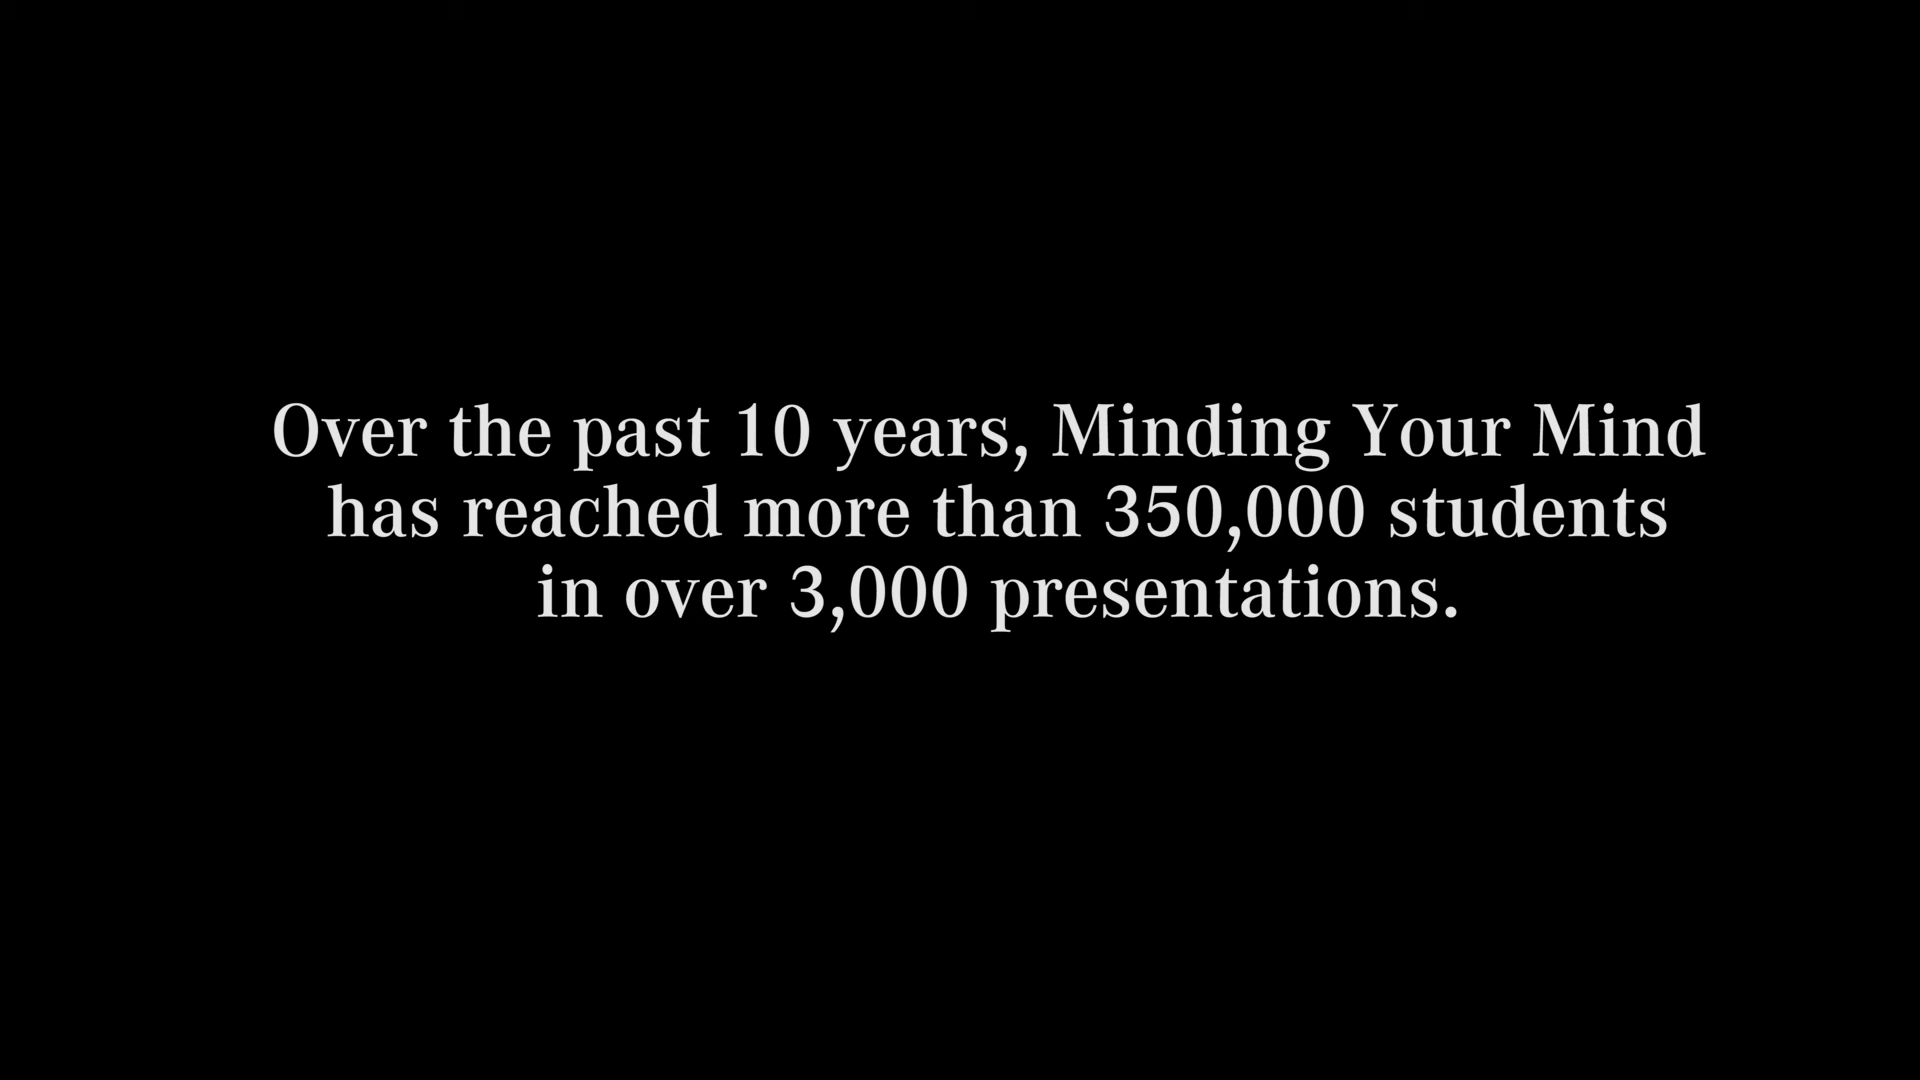 Over the past 10 years, Minding Your Mind
has reached more than 350,000 students
in over 3,000 presentations.